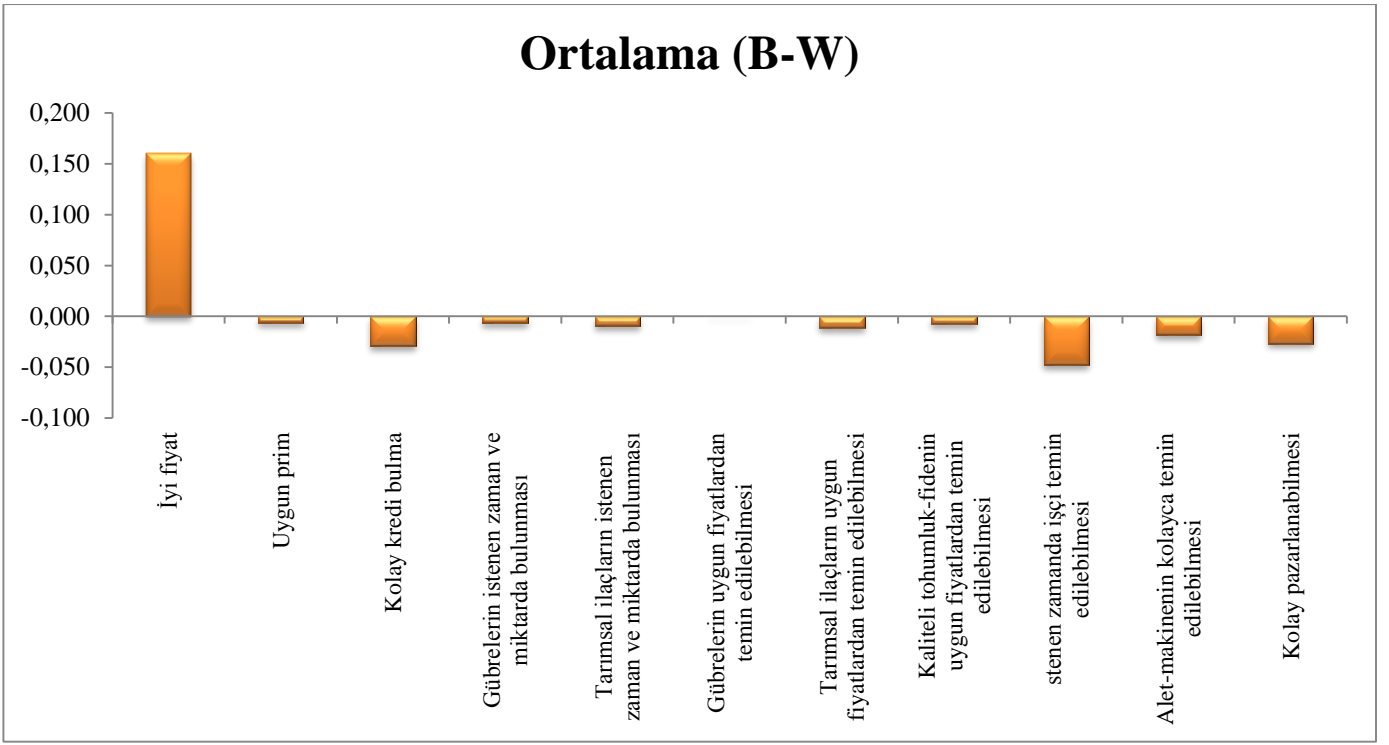 Ortalama (B-W)
0,200
0,150
0,100
0,050
0,000
-0,050
-0,100
İyi fiyat
Uygun prim
Kolay kredi bulma
Gübrelerin istenen zaman ve
miktarda bulunması
Tarımsal ilaçların istenen
zaman ve miktarda bulunması
Gübrelerin uygun fiyatlardan
temin edilebilmesi
Tarımsal ilaçların uygun
fiyatlardan temin edilebilmesi
Kaliteli tohumluk-fidenin
uygun fiyatlardan temin
edilebilmesi
stenen zamanda işçi temin
edilebilmesi
Alet-makinenin kolayca temin
edilebilmesi
Kolay pazarlanabilmesi